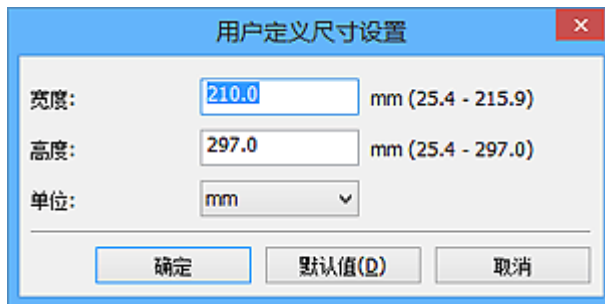 用户定义尺寸设置
宽度: 210.0 mm (25.4 - 215.9)
高度: 297.0 mm (25.4 - 297.0)
单位: mm
确定 默认值(D) 取消